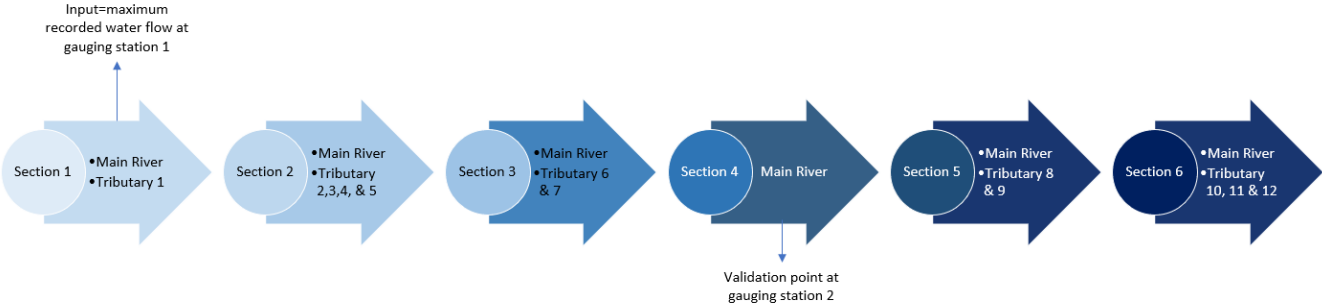 Input=maximum
recorded water flow at
gauging station 1
Section 1
•Main River
•Tributary 1
Section 2
•Main River
•Tributary
2,3,4, & 5
Section 3
•Main River
•Tributary 6
& 7
Section 4
Main River
Section 5
•Main River
•Tributary 8
& 9
Section 6
•Main River
•Tributary
10, 11 & 12
Validation point at
gauging station 2